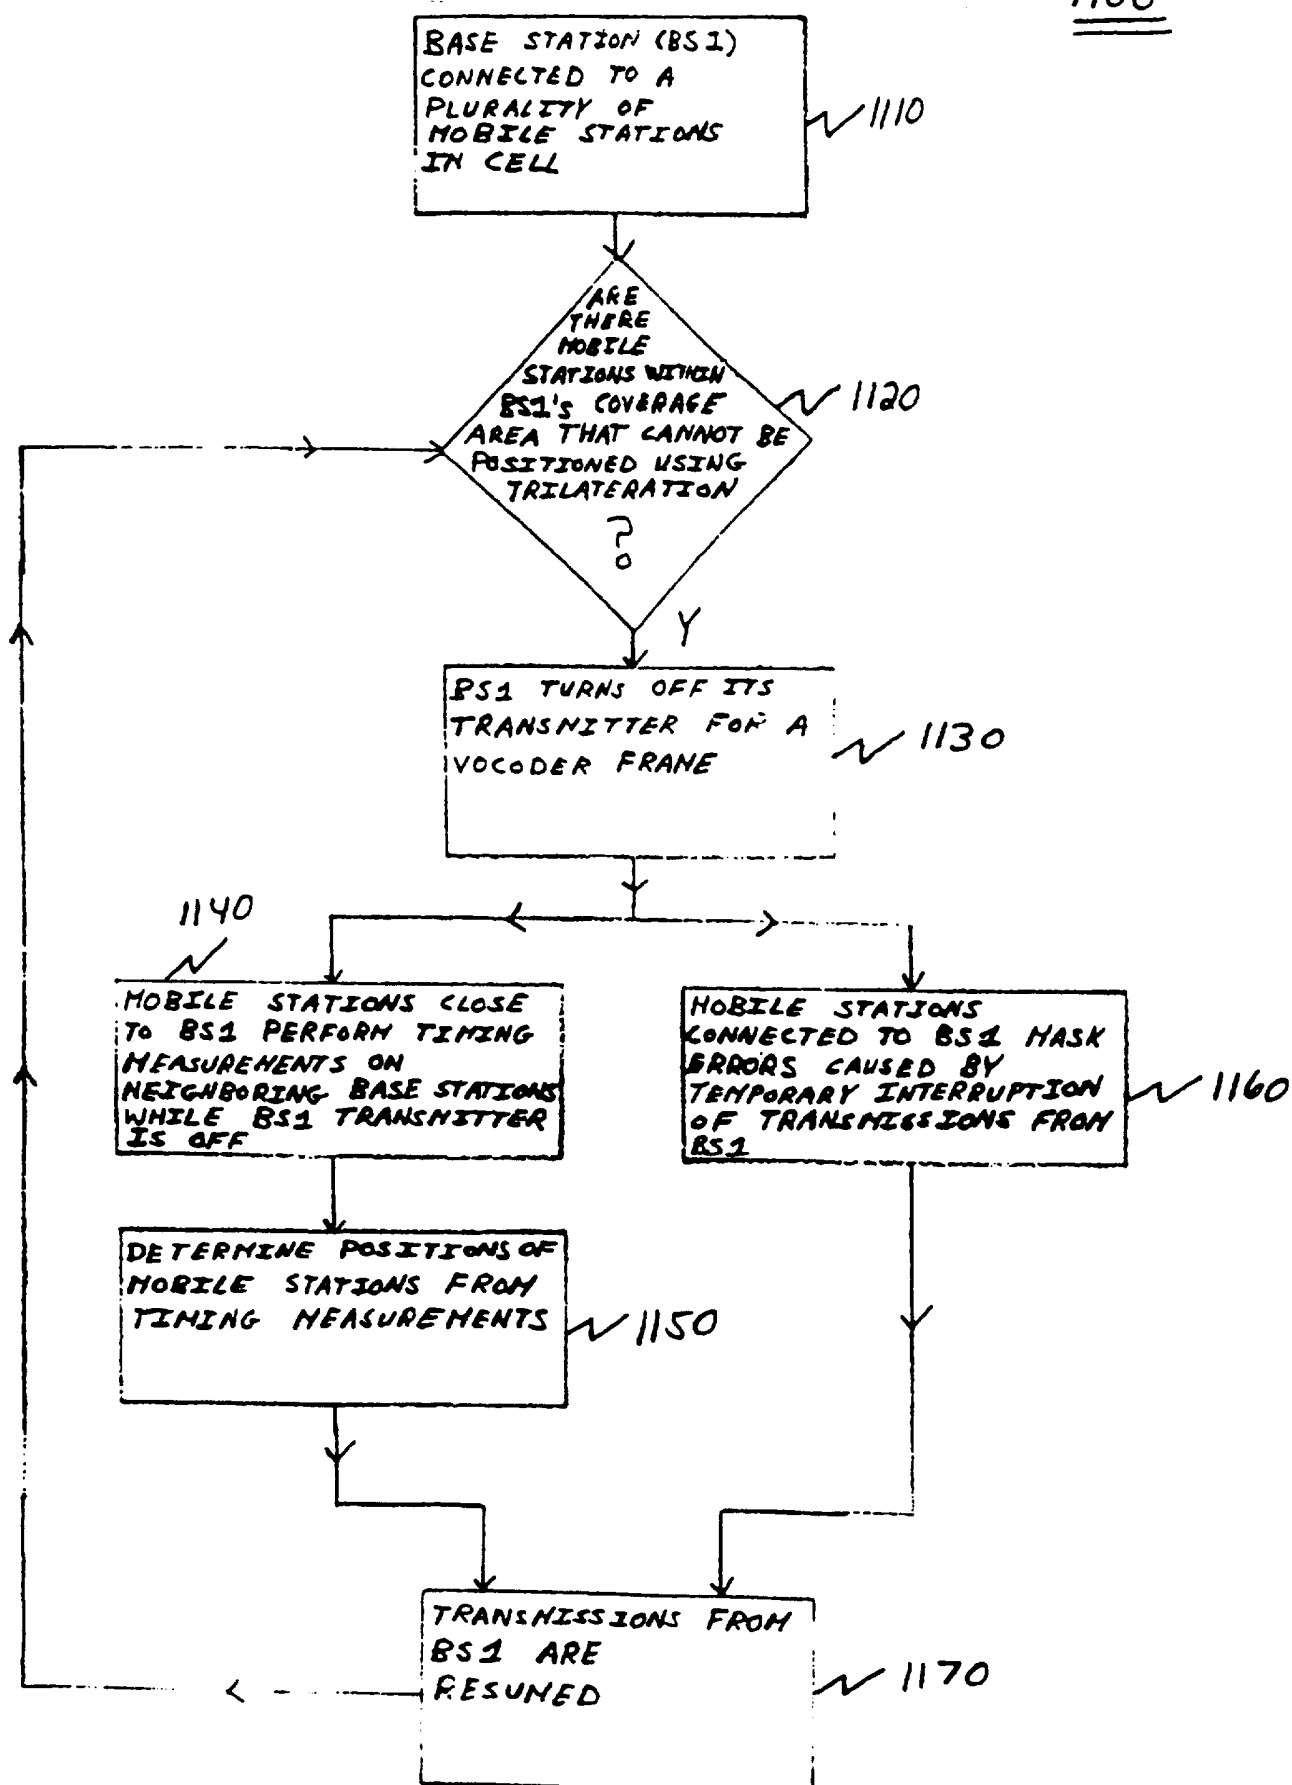 BASE STATION (BS1)
CONNECTED TO A
PLURALITY OF
MOBILE STATIONS
IN CELL
1110
ARE
THERE
MOBILE
STATIONS WITHIN
BS1's COVERAGE
AREA THAT CANNOT BE
POSITIONED USING
TRILATERATION
?
1120
Y
BS1 TURNS OFF ITS
TRANSMITTER FOR A
VOCODER FRAME
1130
1140
MOBILE STATIONS CLOSE
TO BS1 PERFORM TIMING
MEASUREMENTS ON
NEIGHBORING BASE STATIONS
WHILE BS1 TRANSMITTER
IS OFF
MOBILE STATIONS
CONNECTED TO BS1 MASK
ERRORS CAUSED BY
TEMPORARY INTERRUPTION
OF TRANSMISSIONS FROM
BS1
1160
DETERMINE POSITIONS OF
MOBILE STATIONS FROM
TIMING MEASUREMENTS
1150
TRANSMISSIONS FROM
BS1 ARE
RESUMED
1170